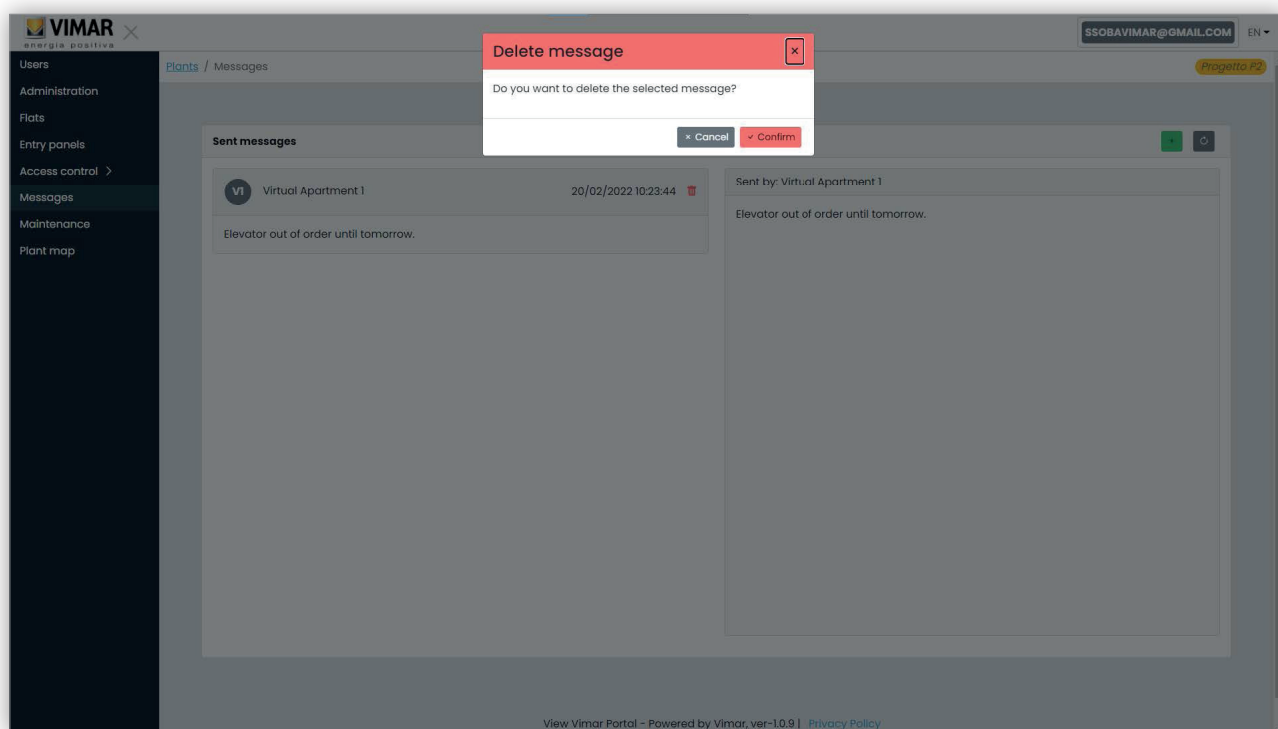 VIMAR
energia positiva
SSOBAVIMAR@GMAIL.COM
EN
Users
Administration
Flats
Entry panels
Access control >
Messages
Maintenance
Plant map
Plants / Messages
Progetto P2
Delete message
×
Do you want to delete the selected message?
× Cancel
✓ Confirm
Sent messages
+
V1
Virtual Apartment 1
20/02/2022 10:23:44
Elevator out of order until tomorrow.
Sent by: Virtual Apartment 1
Elevator out of order until tomorrow.
View Vimar Portal - Powered by Vimar, ver-1.0.9 | Privacy Policy